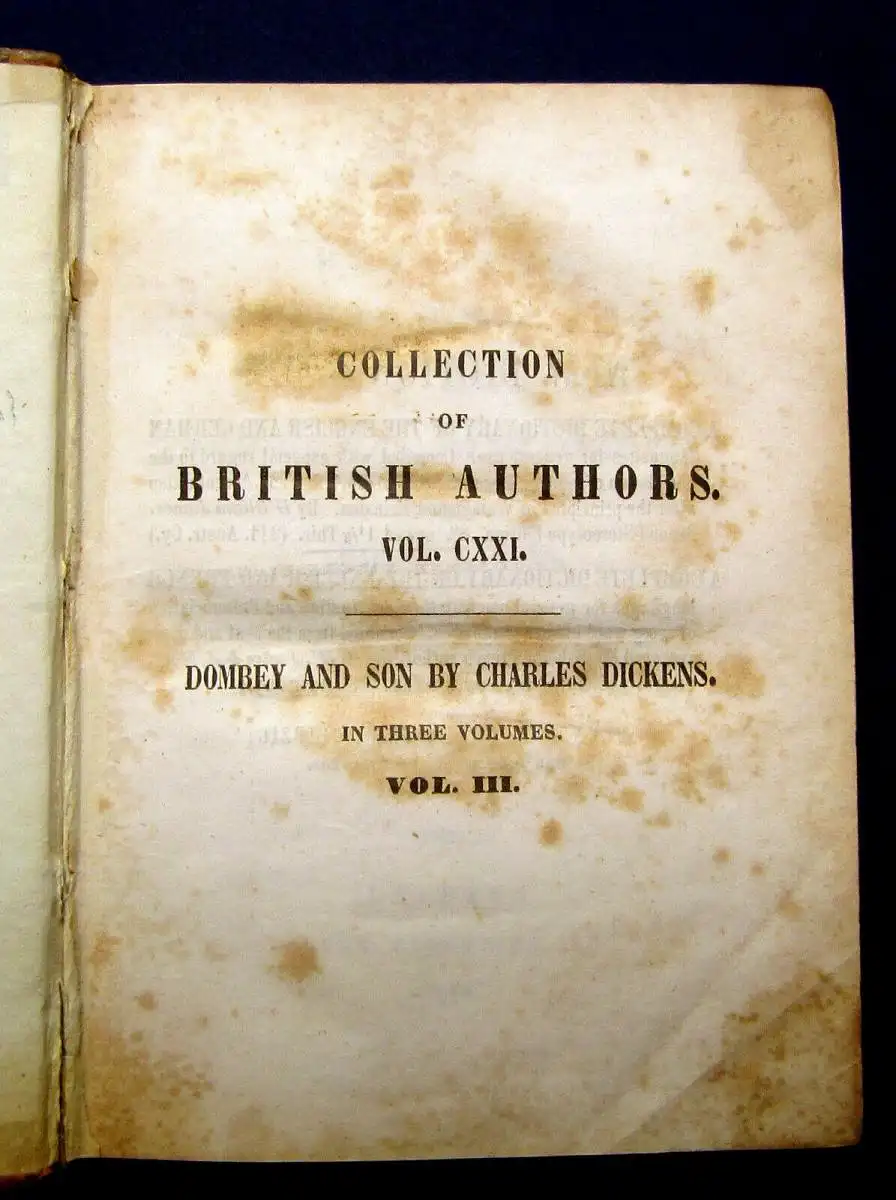 COLLECTION
OF
BRITISH AUTHORS.
VOL. CXXI.
DOMBEY AND SON BY CHARLES DICKENS.
IN THREE VOLUMES.
VOL. III.